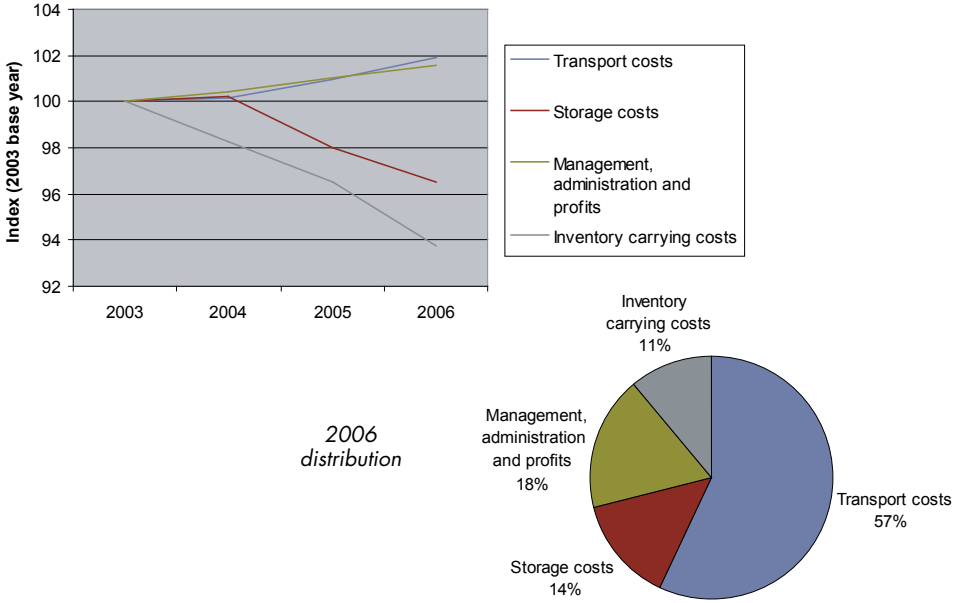 104
102
100
98
96
94
92
Index (2003 base year)
2003
2004
2005
2006
Transport costs
Storage costs
Management,
administration and
profits
Inventory carrying costs
2006
distribution
Inventory
carrying costs
11%
Management,
administration
and profits
18%
Storage costs
14%
Transport costs
57%